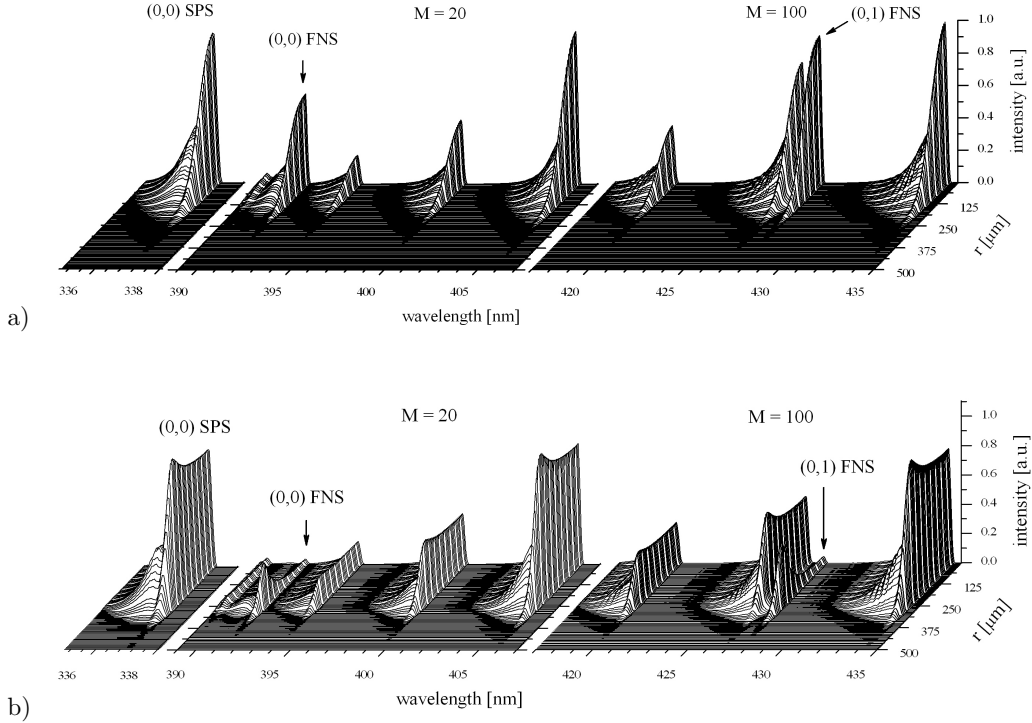 (0,0) SPS
M = 20
M = 100
(0,1) FNS
(0,0) FNS
1.0
0.8
0.6
0.4
0.2
0.0
intensity [a.u.]
125
250
375
500
r [μm]
336
338
390
395
400
405
420
425
430
435
wavelength [nm]
a)
(0,0) SPS
M = 20
M = 100
(0,0) FNS
(0,1) FNS
1.0
0.8
0.6
0.4
0.2
0.0
intensity [a.u.]
125
250
375
500
r [μm]
336
338
390
395
400
405
420
425
430
435
wavelength [nm]
b)